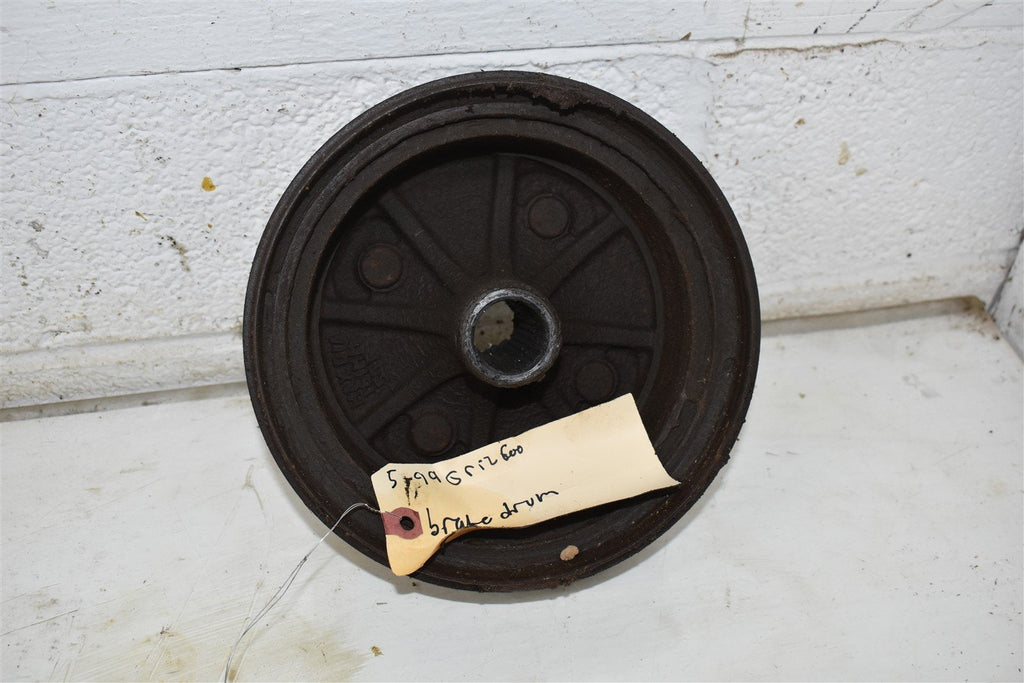 5-99 Griz 600
brake drum